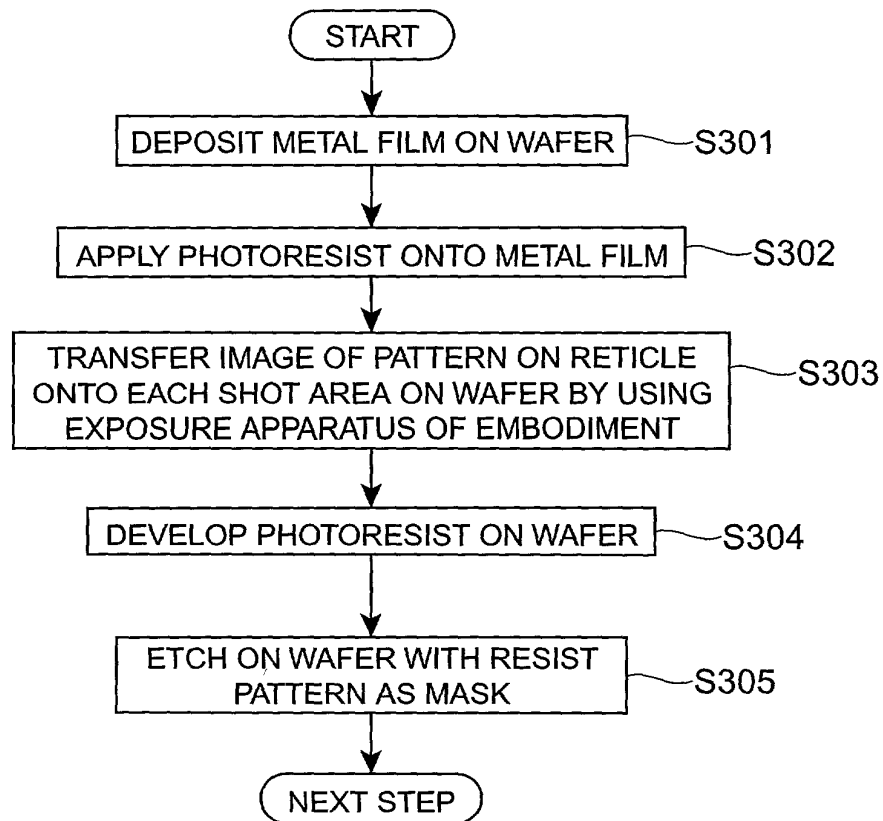 START
DEPOSIT METAL FILM ON WAFER
S301
APPLY PHOTORESIST ONTO METAL FILM
S302
TRANSFER IMAGE OF PATTERN ON RETICLE
ONTO EACH SHOT AREA ON WAFER BY USING
EXPOSURE APPARATUS OF EMBODIMENT
S303
DEVELOP PHOTORESIST ON WAFER
S304
ETCH ON WAFER WITH RESIST
PATTERN AS MASK
S305
NEXT STEP